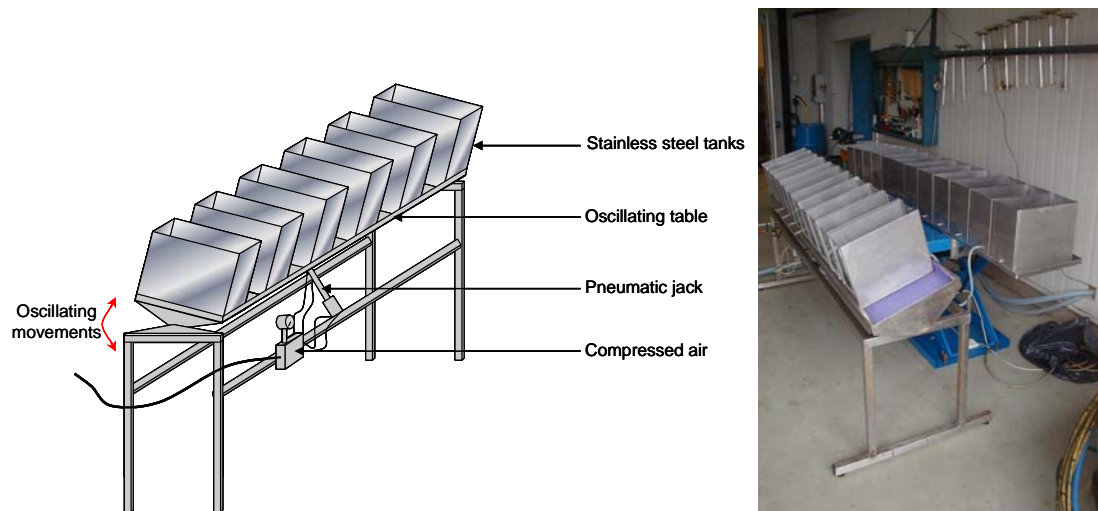 Stainless steel tanks
Oscillating table
Pneumatic jack
Oscillating
movements
Compressed air